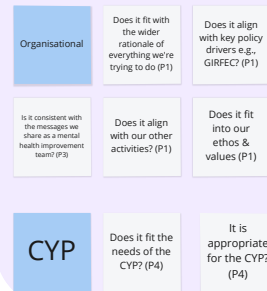 Organisational
Does it fit with
the wider
rationale of
everything we're
trying to do (P1)
Does it align
with key policy
drivers e.g.,
GIRFEC? (P1)
Is it consistent with
the messages we
share as a mental
health improvement
team? (P3)
Does it align
with our other
activities? (P1)
Does it fit
into our
ethos &
values (P1)
CYP
Does it fit the
needs of the
CYP? (P4)
It is
appropriate
for the CYP?
(P4)